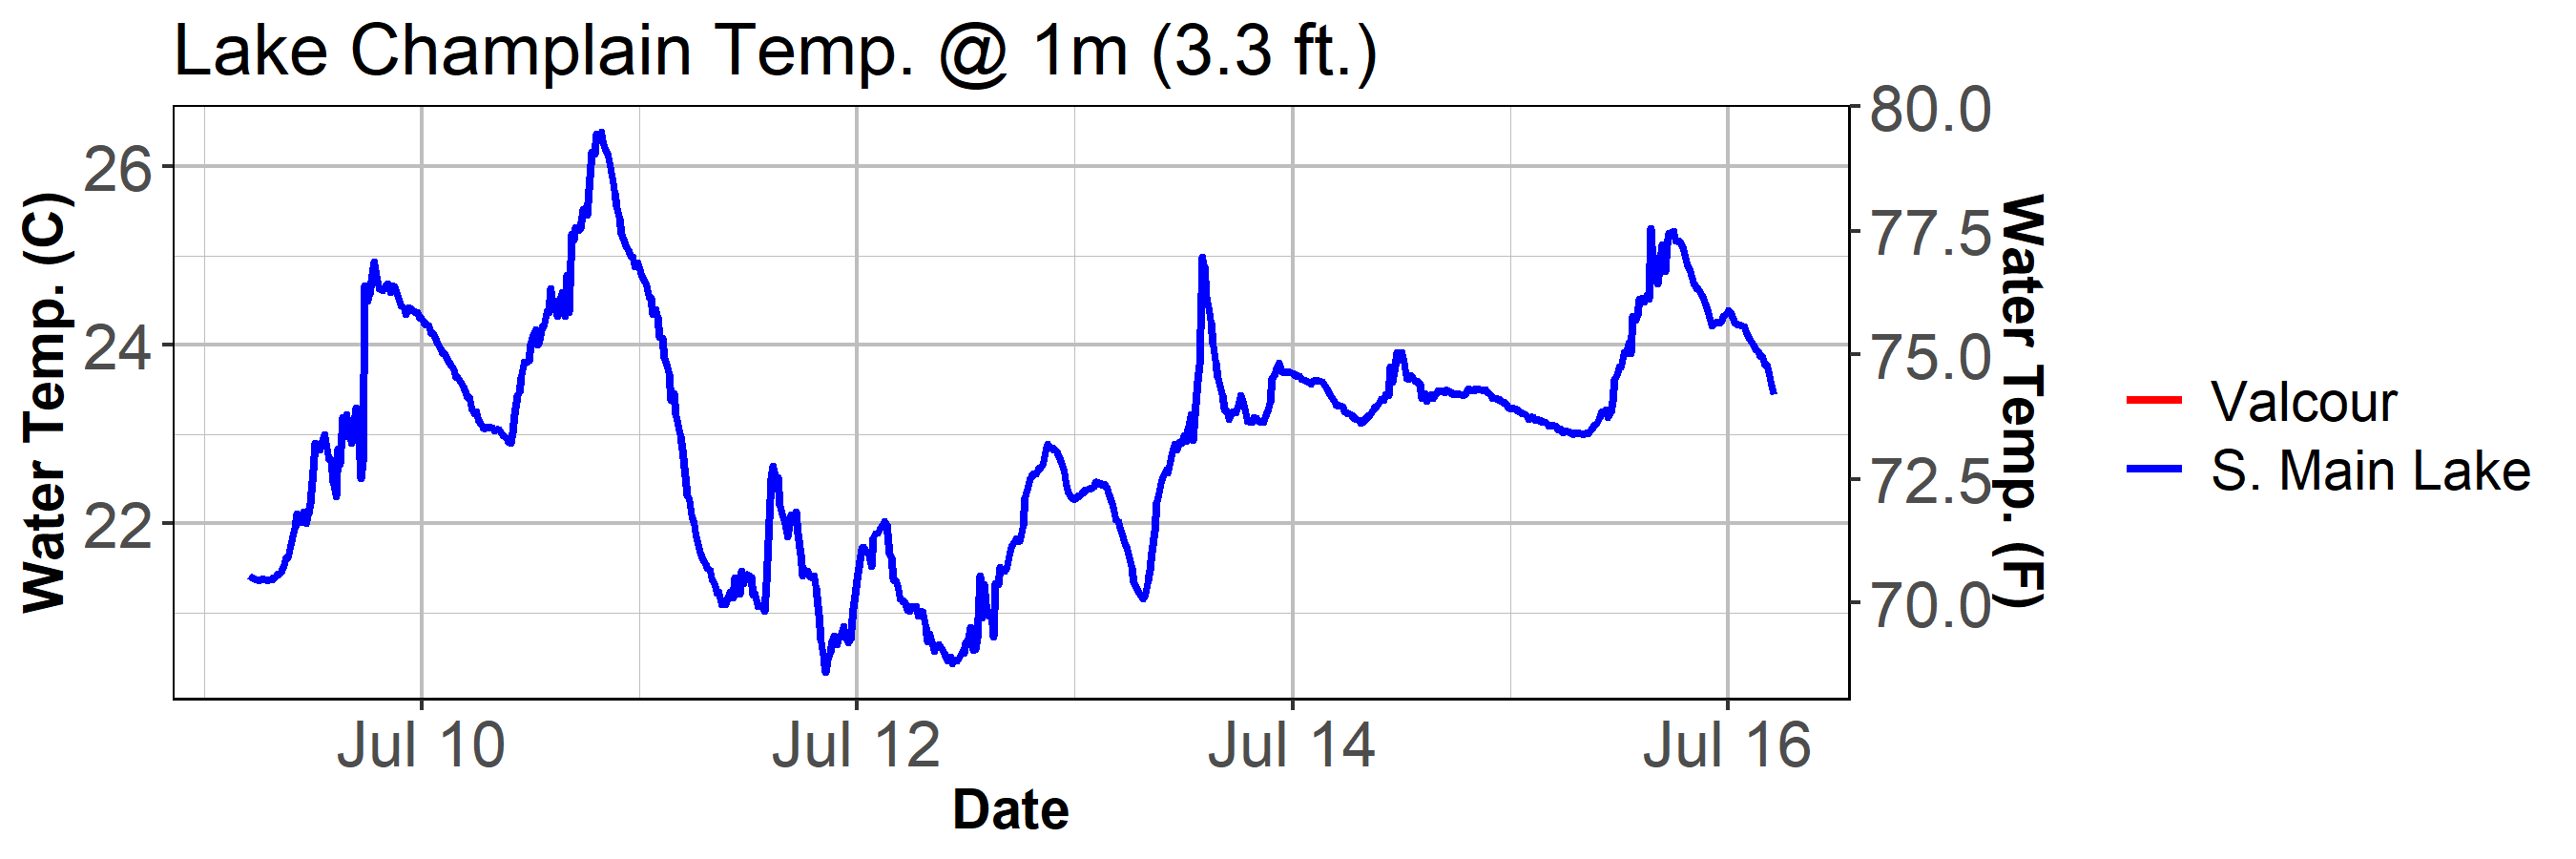 Lake Champlain Temp. @ 1m (3.3 ft.)
Water Temp. (C)
26
24
22
80.0
77.5
75.0
72.5
70.0
Water Temp. (F)
Jul 10
Jul 12
Jul 14
Jul 16
Date
Valcour
S. Main Lake